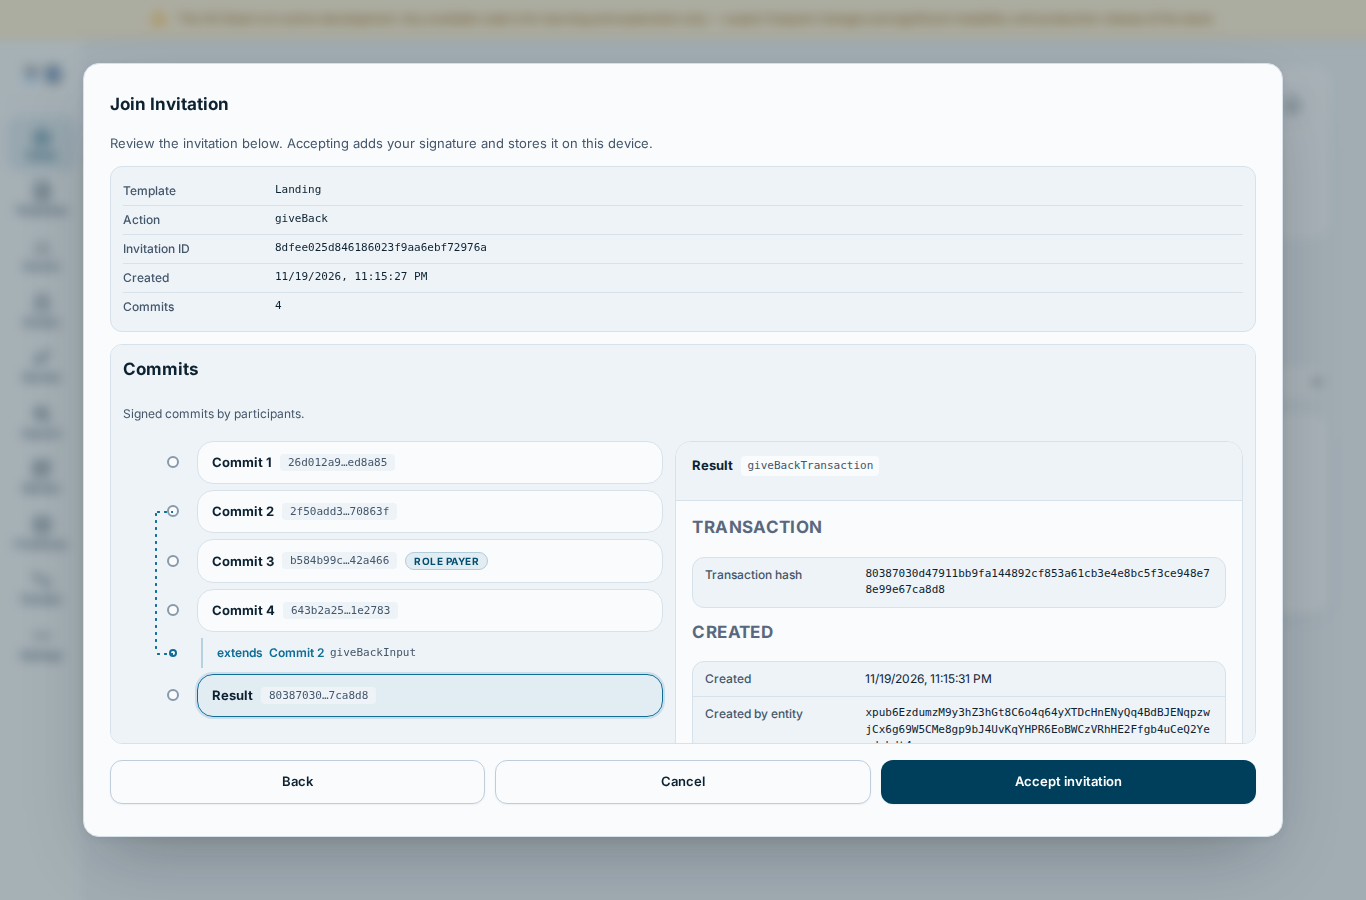 Join Invitation
Review the invitation below. Accepting adds your signature and stores it on this device.
Template Landing
Action giveBack
Invitation ID 8dfee025d846186023f9aa6ebf72976a
Created 11/19/2026, 11:15:27 PM
Commits 4
Commits
Signed commits by participants.
Commit 1 26d012a9…ed8a85
Commit 2 2f50add3…70863f
Commit 3 b584b99c…42a466 ROLE PAYER
Commit 4 643b2a25…1e2783
extends Commit 2 giveBackInput
Result 80387030…7ca8d8
Result giveBackTransaction
TRANSACTION
Transaction hash 80387030d47911bb9fa144892cf853a61cb3e4e8bc5f3ce948e7
8e99e67ca8d8
CREATED
Created 11/19/2026, 11:15:31 PM
Created by entity xpub6EzdumzM9y3hZ3hGt8C6o4q64yXTDcHnENyQq4BdBJENqpzw
jCx6g69W5CMe8gp9bJ4UvKqYHPR6EoBWCzVRhHE2Ffgb4uCeQ2Ye
Back
Cancel
Accept invitation